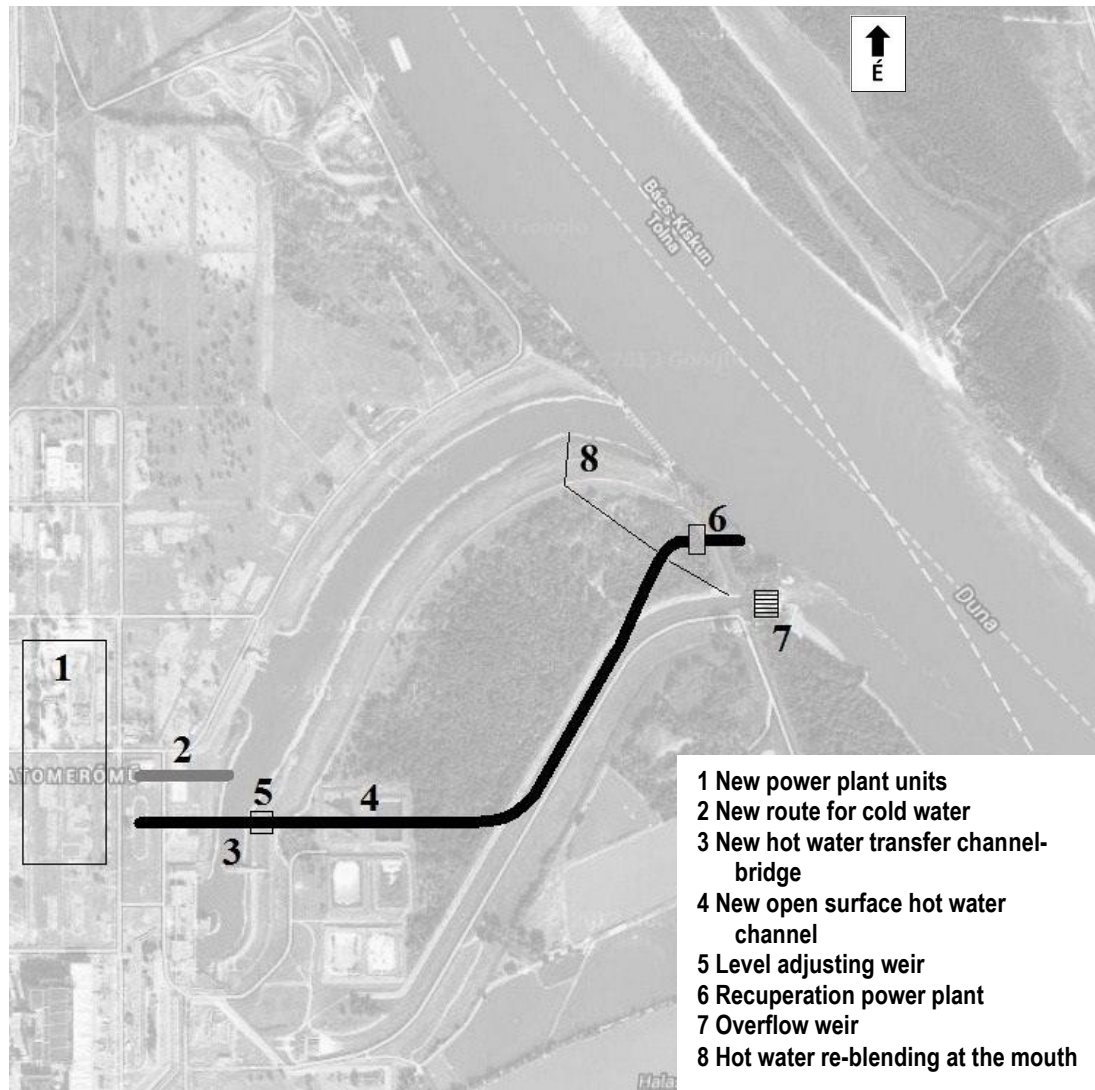 É
Bács-Kiskun
Tolna
8
6
Duna
7
1
2
ATOMERŐMŰ
5
4
3
1 New power plant units
2 New route for cold water
3 New hot water transfer channel-
bridge
4 New open surface hot water
channel
5 Level adjusting weir
6 Recuperation power plant
7 Overflow weir
8 Hot water re-blending at the mouth